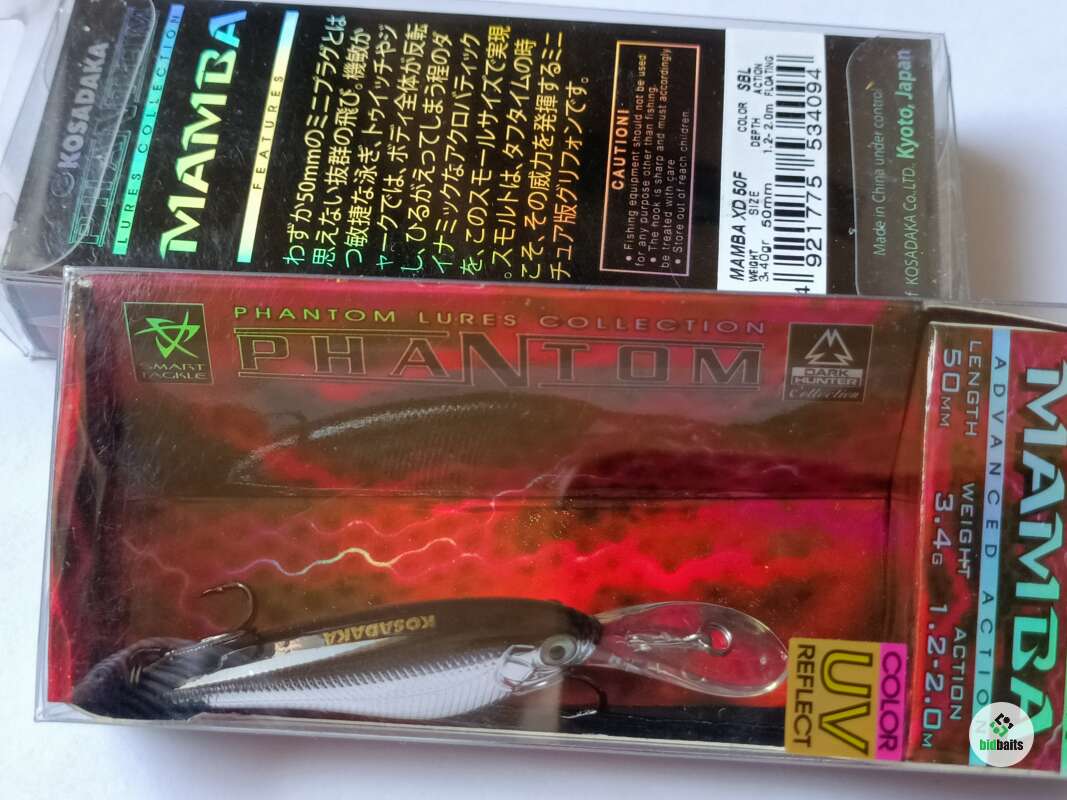 KOSADAKA
LURES COLLECTION
MAMBA
FEATURES
わずか50mmのミニプラグとは
思えない抜群の飛び。機敏か
つ敏捷な泳ぎ、トゥイッチやジ
ャークでは、ボディ全体が反転
し、ひるがえってしまう程のダ
イナミックなアクロバティック
を、このスモールサイズで実現
。スモルトは、タフタイムの時
こそ、その威力を発揮するミニ
チュア版グリフォンです。
CAUTION!
• Fishing equipment should not be used
for any purpose other than fishing.
• The hook is sharp and must accordingly
be treated with care
• Store out of reach children.
MAMBA XD 50F COLOR SBL
WEIGHT SIZE DEPTH ACTION
3.40gr 50mm 1.2- 2.0m FLOATING
4 921775 534094
Made in China under control
of KOSADAKA Co.LTD. Kyoto, Japan
SMART
TACKLE
PHANTOM LURES COLLECTION
PHANTOM
DARK
HUNTER
Collection
KOSADAKA
COLOR
UV
REFLECT
MAMBA
ADVANCED ACTION
LENGTH WEIGHT ACTION
50MM 3.4G 1.2-2.0M
bidbaits